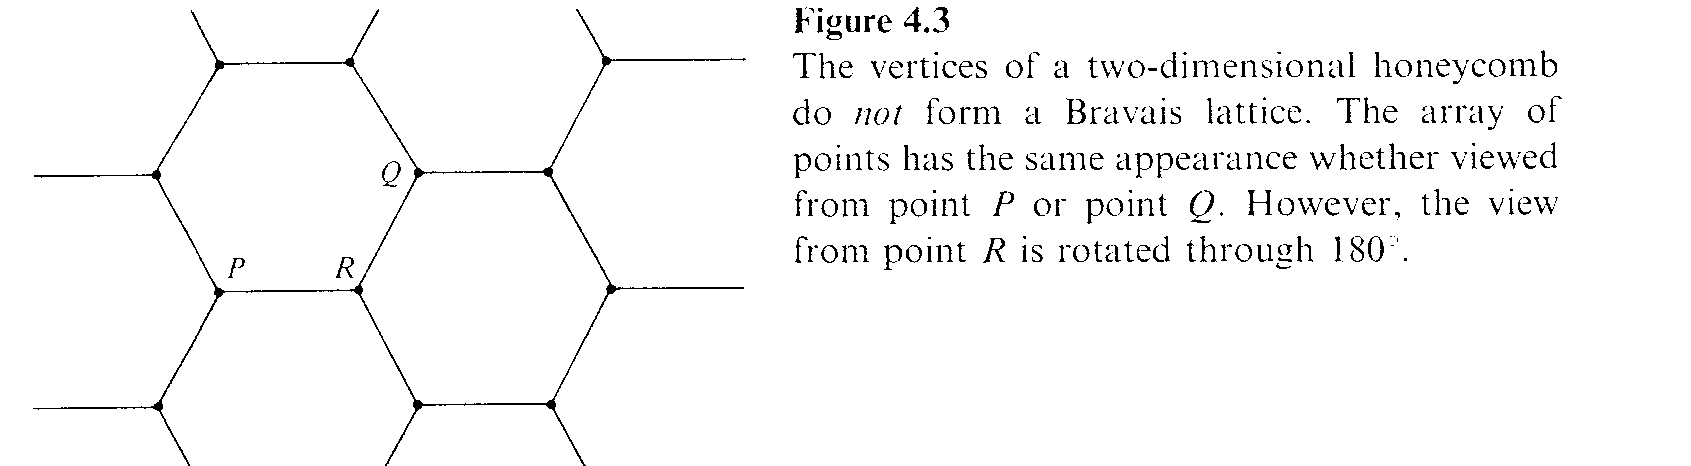 Figure 4.3
The vertices of a two-dimensional honeycomb
do not form a Bravais lattice. The array of
points has the same appearance whether viewed
from point P or point Q. However, the view
from point R is rotated through 180°.
Q
P
R